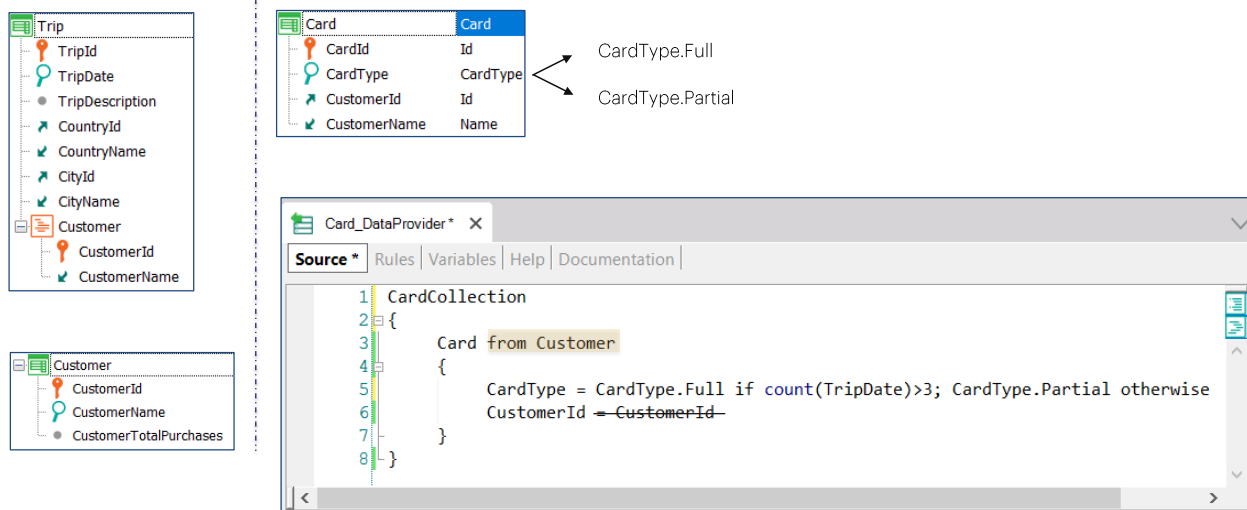 Trip
TripId
TripDate
TripDescription
CountryId
CountryName
CityId
CityName
Customer
CustomerId
CustomerName
Customer
CustomerId
CustomerName
CustomerTotalPurchases
Card Card
CardId Id
CardType CardType
CustomerId Id
CustomerName Name
CardType.Full
CardType.Partial
Card_DataProvider*
Source * Rules Variables Help Documentation
1 CardCollection
2 {
3 Card from Customer
4 {
5 CardType = CardType.Full if count(TripDate)>3; CardType.Partial otherwise
6 CustomerId = CustomerId
7 }
8 }